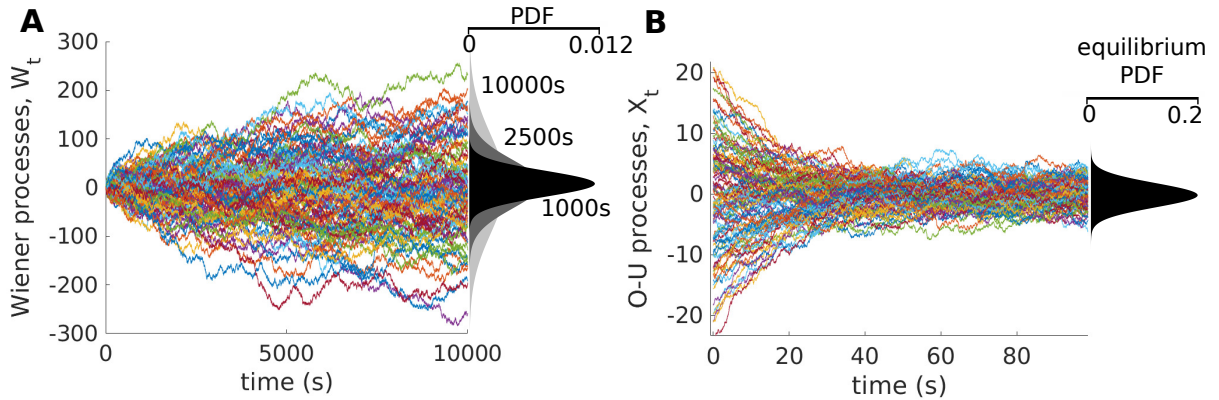 A
PDF
0
0.012
300
200
100
0
-100
-200
-300
Wiener processes, W_t
10000s
2500s
1000s
0
5000
10000
time (s)
B
equilibrium
PDF
0
0.2
20
10
0
-10
-20
O-U processes, X_t
0
20
40
60
80
time (s)